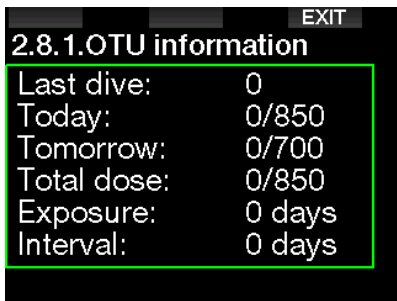 EXIT
2.8.1.OTU information
Last dive: 0
Today: 0/850
Tomorrow: 0/700
Total dose: 0/850
Exposure: 0 days
Interval: 0 days